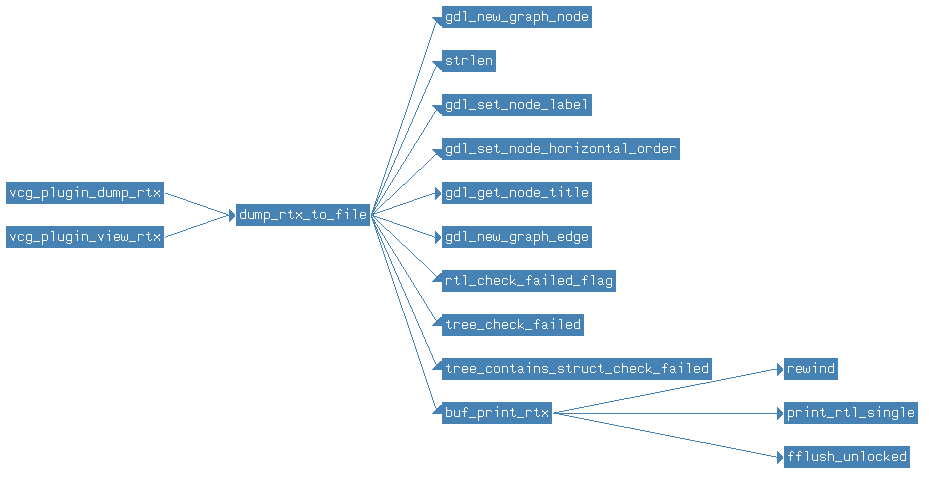 gdl_new_graph_node
strlen
gdl_set_node_label
gdl_set_node_horizontal_order
vcg_plugin_dump_rtx
gdl_get_node_title
dump_rtx_to_file
vcg_plugin_view_rtx
gdl_new_graph_edge
rtl_check_failed_flag
tree_check_failed
tree_contains_struct_check_failed
rewind
buf_print_rtx
print_rtl_single
fflush_unlocked